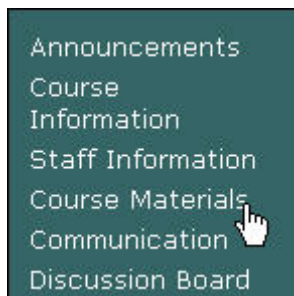 Announcements
Course
Information
Staff Information
Course Materials
Communication
Discussion Board